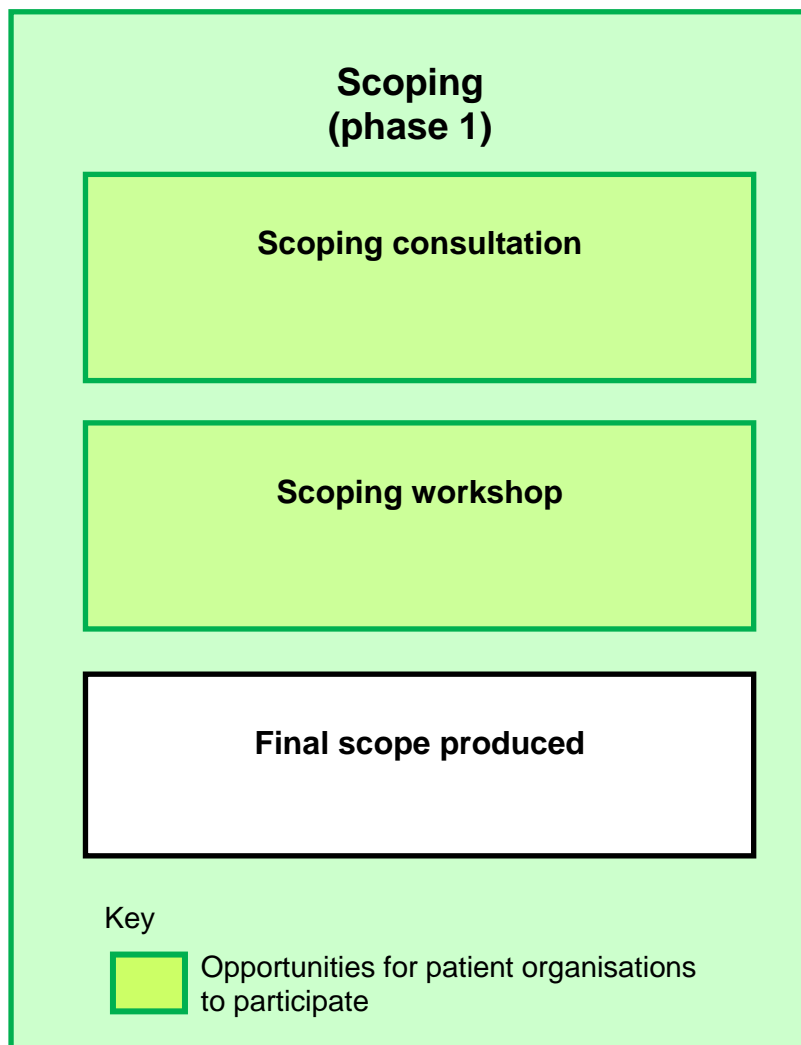 Scoping
(phase 1)
Scoping consultation
Scoping workshop
Final scope produced
Key
Opportunities for patient organisations
to participate